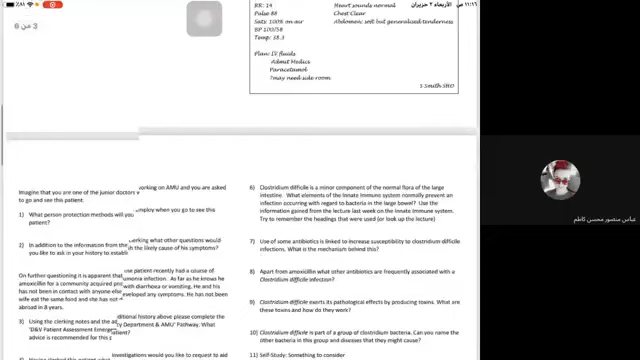 ٪٨١
١١:١٦ ص الأربعاء ٢ حزيران
3 من 6
RR: 14
Pulse 88
Sats: 100% on air
BP 100/58
Temp: 38.3
Heart sounds normal
Chest Clear
Abdomen: soft but generalised tenderness
Plan: IV fluids
Admit Medics
Paracetamol
?may need side room
J Smith SHO
Imagine that you are one of the junior doctors working on AMU and you are asked
to go and see this patient.
1) What person protection methods will you employ when you go to see this
patient?
2) In addition to the information from the clerking what other questions would
you like to ask in your history to establish the likely cause of his symptoms?
On further questioning it is apparent that the patient recently had a course of
amoxicillin for a community acquired pneumonia infection. As far as he knows he
has not been in contact with anyone else with diarrhoea or vomiting. He and his
wife eat the same food and she has not developed any symptoms. He has not been
abroad in 8 years.
3) Using the clerking notes and the additional history above please complete the
'D&V Patient Assessment Emergency Department & AMU' Pathway. What
advice is recommended for this patient?
investigations would you like to request to aid
6) Clostridium difficile is a minor component of the normal flora of the large
intestine. What elements of the Innate Immune system normally prevent an
infection occurring with regard to bacteria in the large bowel? Use the
information gained from the lecture last week on the Innate Immune system.
Try to remember the headings that were used (or look up the lecture)
7) Use of some antibiotics is linked to increase susceptibility to clostridium difficile
infections. What is the mechanism behind this?
8) Apart from amoxicillin what other antibiotics are frequently associated with a
Clostridium difficile infection?
9) Clostridium difficile exerts its pathological effects by producing toxins. What are
these toxins and how do they work?
10) Clostridium difficile is part of a group of clostridium bacteria. Can you name the
other bacteria in this group and diseases that they might cause?
11) Self-Study: Something to consider
عباس منصور محسن كاظم